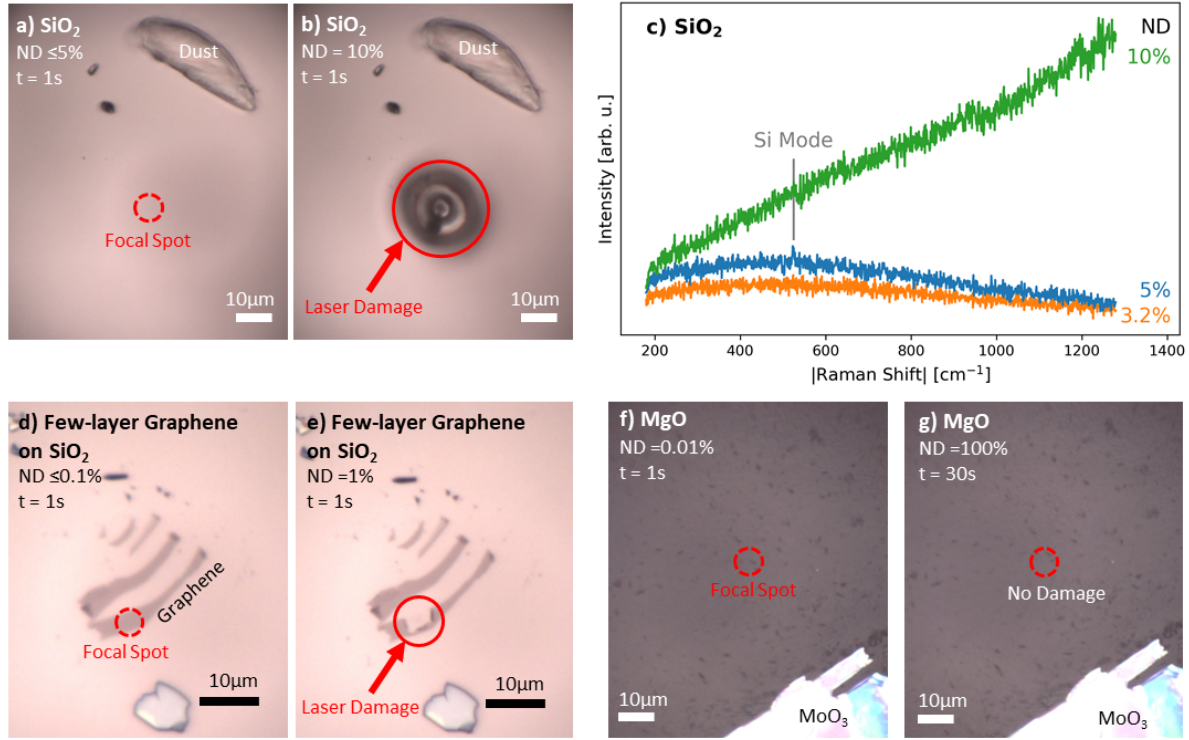 a) SiO₂
ND ≤5%
t = 1s
Dust
Focal Spot
10μm
b) SiO₂
ND = 10%
t = 1s
Dust
Laser Damage
10μm
c) SiO₂
ND
10%
Si Mode
5%
3.2%
Intensity [arb. u.]
200 400 600 800 1000 1200 1400
|Raman Shift| [cm⁻¹]
d) Few-layer Graphene
on SiO₂
ND ≤0.1%
t = 1s
Graphene
Focal Spot
10μm
e) Few-layer Graphene
on SiO₂
ND =1%
t = 1s
Laser Damage
10μm
f) MgO
ND =0.01%
t = 1s
Focal Spot
10μm
MoO₃
g) MgO
ND =100%
t = 30s
No Damage
10μm
MoO₃